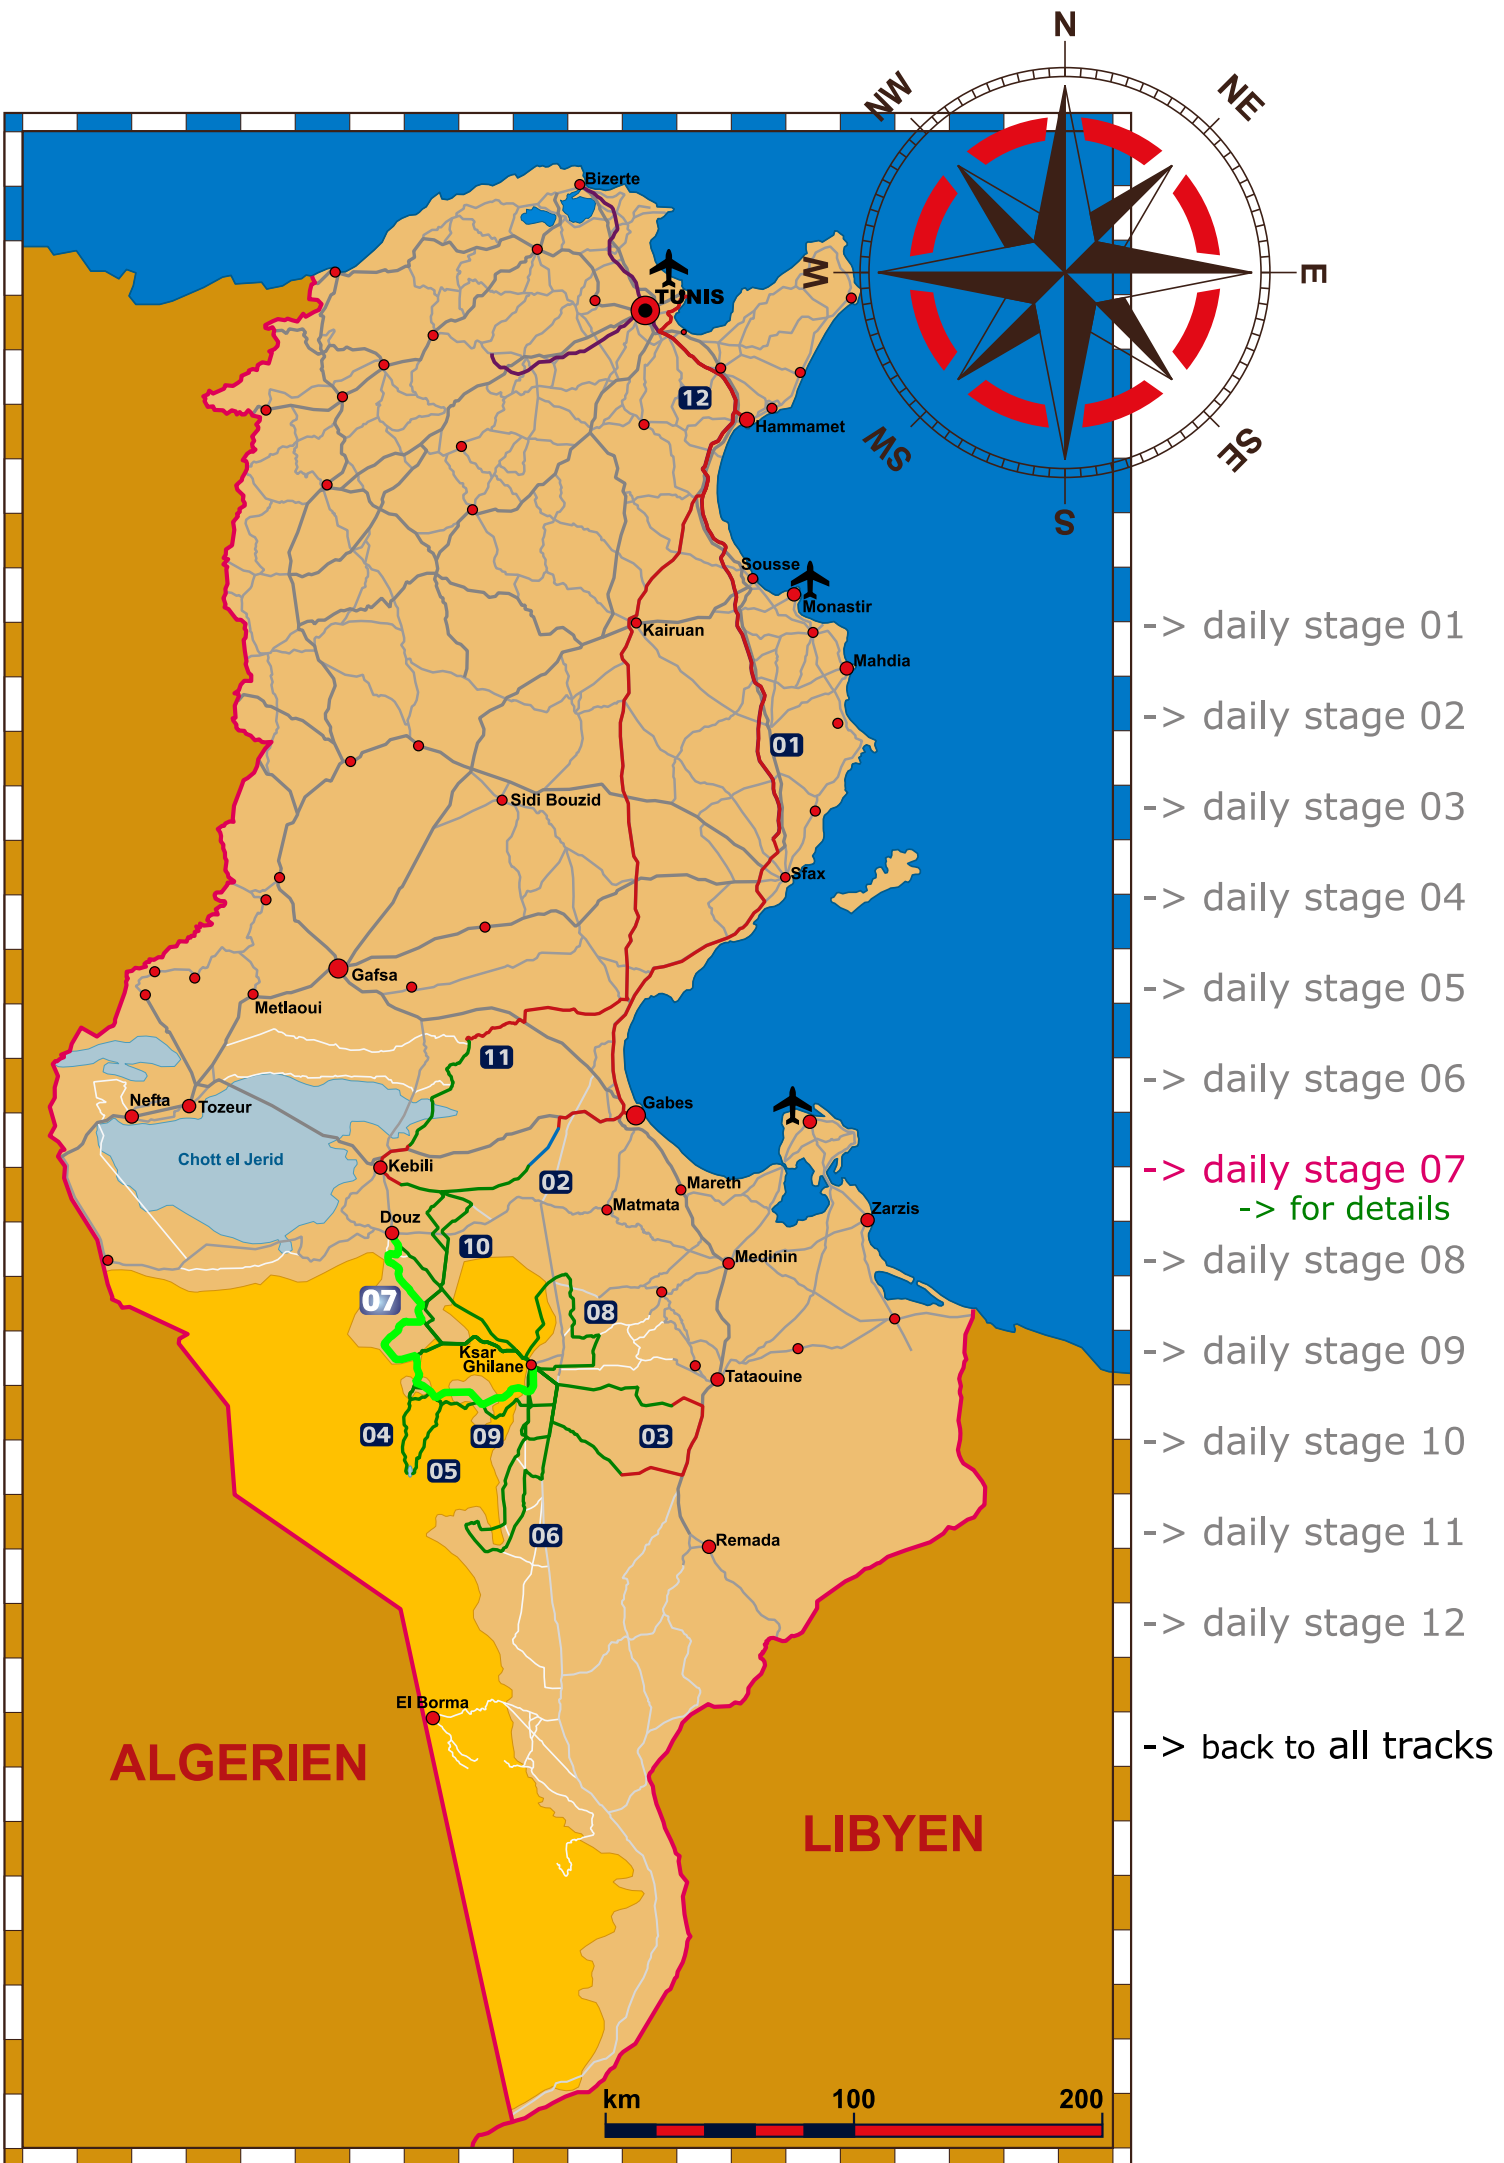 N
NW
NE
W
E
SW
SE
S
Bizerte
TUNIS
12
Hammamet
Sousse
Monastir
Kairuan
Mahdia
01
Sidi Bouzid
Sfax
Gafsa
Metlaoui
11
Nefta
Tozeur
Gabes
Chott el Jerid
Kebili
02
Mareth
Matmata
Douz
Zarzis
10
Medinin
07
08
Ksar
Ghilane
Tataouine
04
09
03
05
06
Remada
El Borma
ALGERIEN
LIBYEN
km 100 200
-> daily stage 01
-> daily stage 02
-> daily stage 03
-> daily stage 04
-> daily stage 05
-> daily stage 06
-> daily stage 07
-> for details
-> daily stage 08
-> daily stage 09
-> daily stage 10
-> daily stage 11
-> daily stage 12
-> back to all tracks